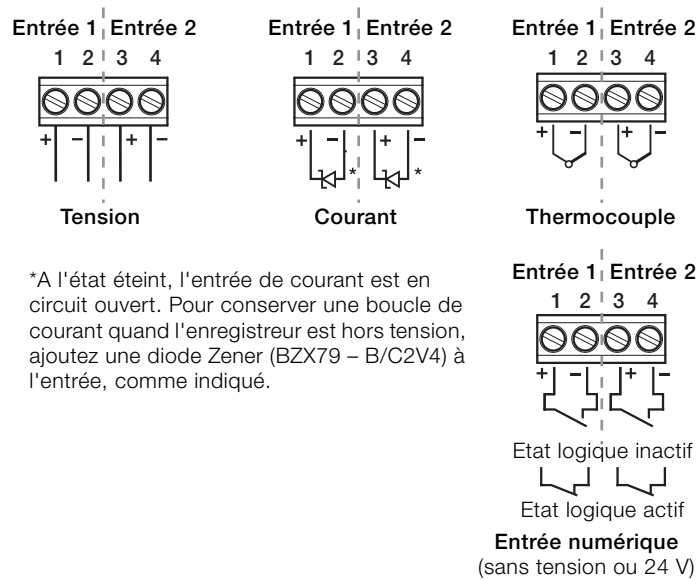 Entrée 1 Entrée 2
1 2 3 4
+ − + −
Tension
Entrée 1 Entrée 2
1 2 3 4
+ − + −
* *
Courant
Entrée 1 Entrée 2
1 2 3 4
+ − + −
Thermocouple
*A l'état éteint, l'entrée de courant est en
circuit ouvert. Pour conserver une boucle de
courant quand l'enregistreur est hors tension,
ajoutez une diode Zener (BZX79 – B/C2V4) à
l'entrée, comme indiqué.
Entrée 1 Entrée 2
1 2 3 4
+ − + −
Etat logique inactif
Etat logique actif
Entrée numérique
(sans tension ou 24 V)